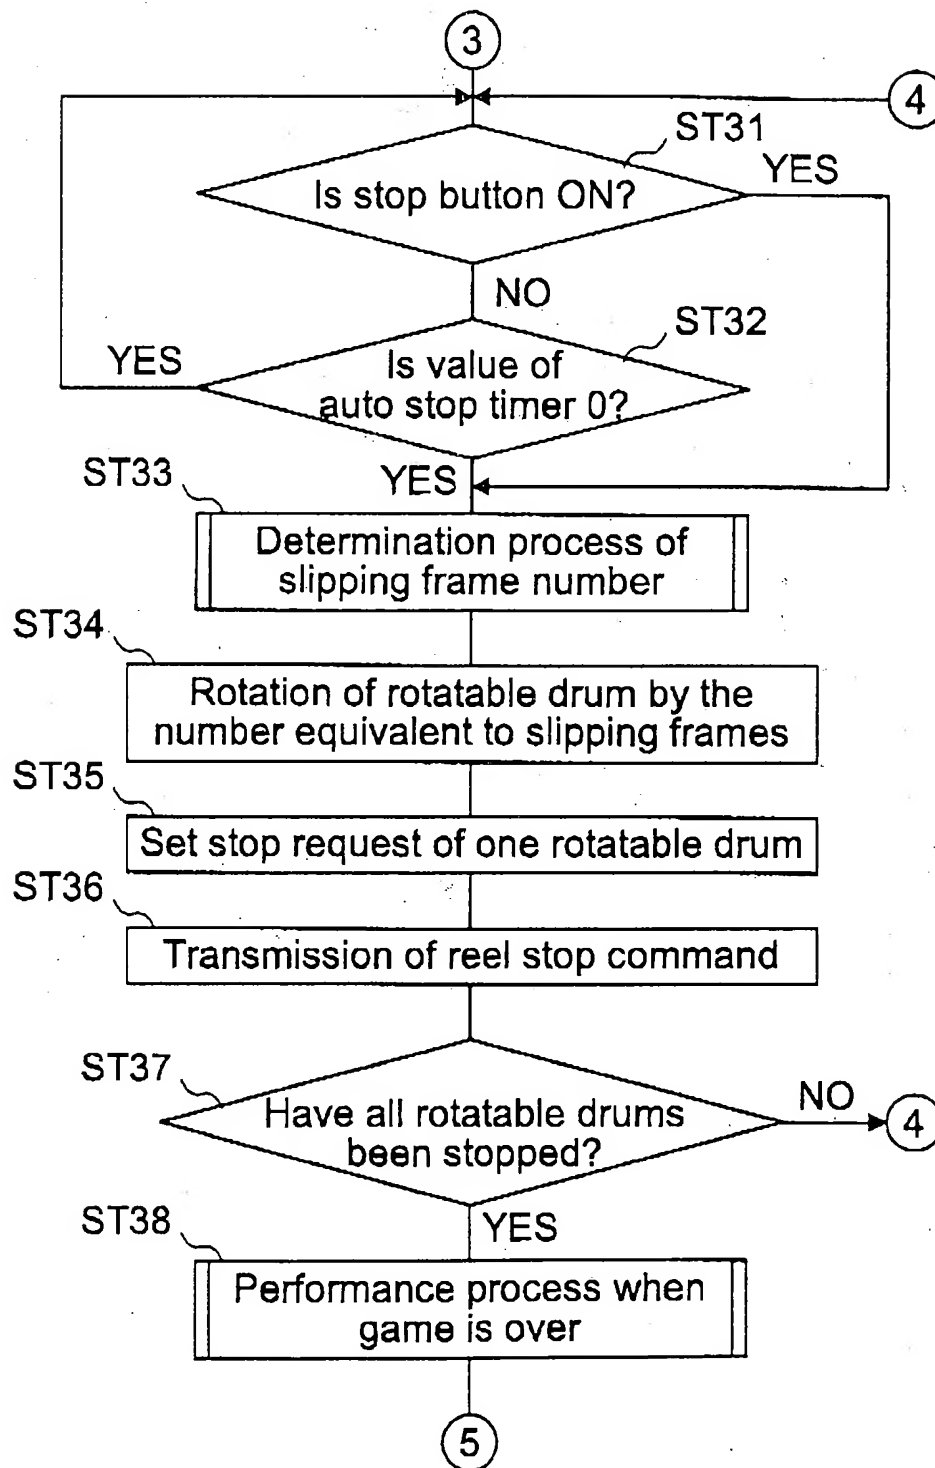 3
4
ST31
YES
Is stop button ON?
NO
ST32
YES
Is value of
auto stop timer 0?
ST33
YES
Determination process of
slipping frame number
ST34
Rotation of rotatable drum by the
number equivalent to slipping frames
ST35
Set stop request of one rotatable drum
ST36
Transmission of reel stop command
ST37
NO
Have all rotatable drums
been stopped?
4
ST38
YES
Performance process when
game is over
5